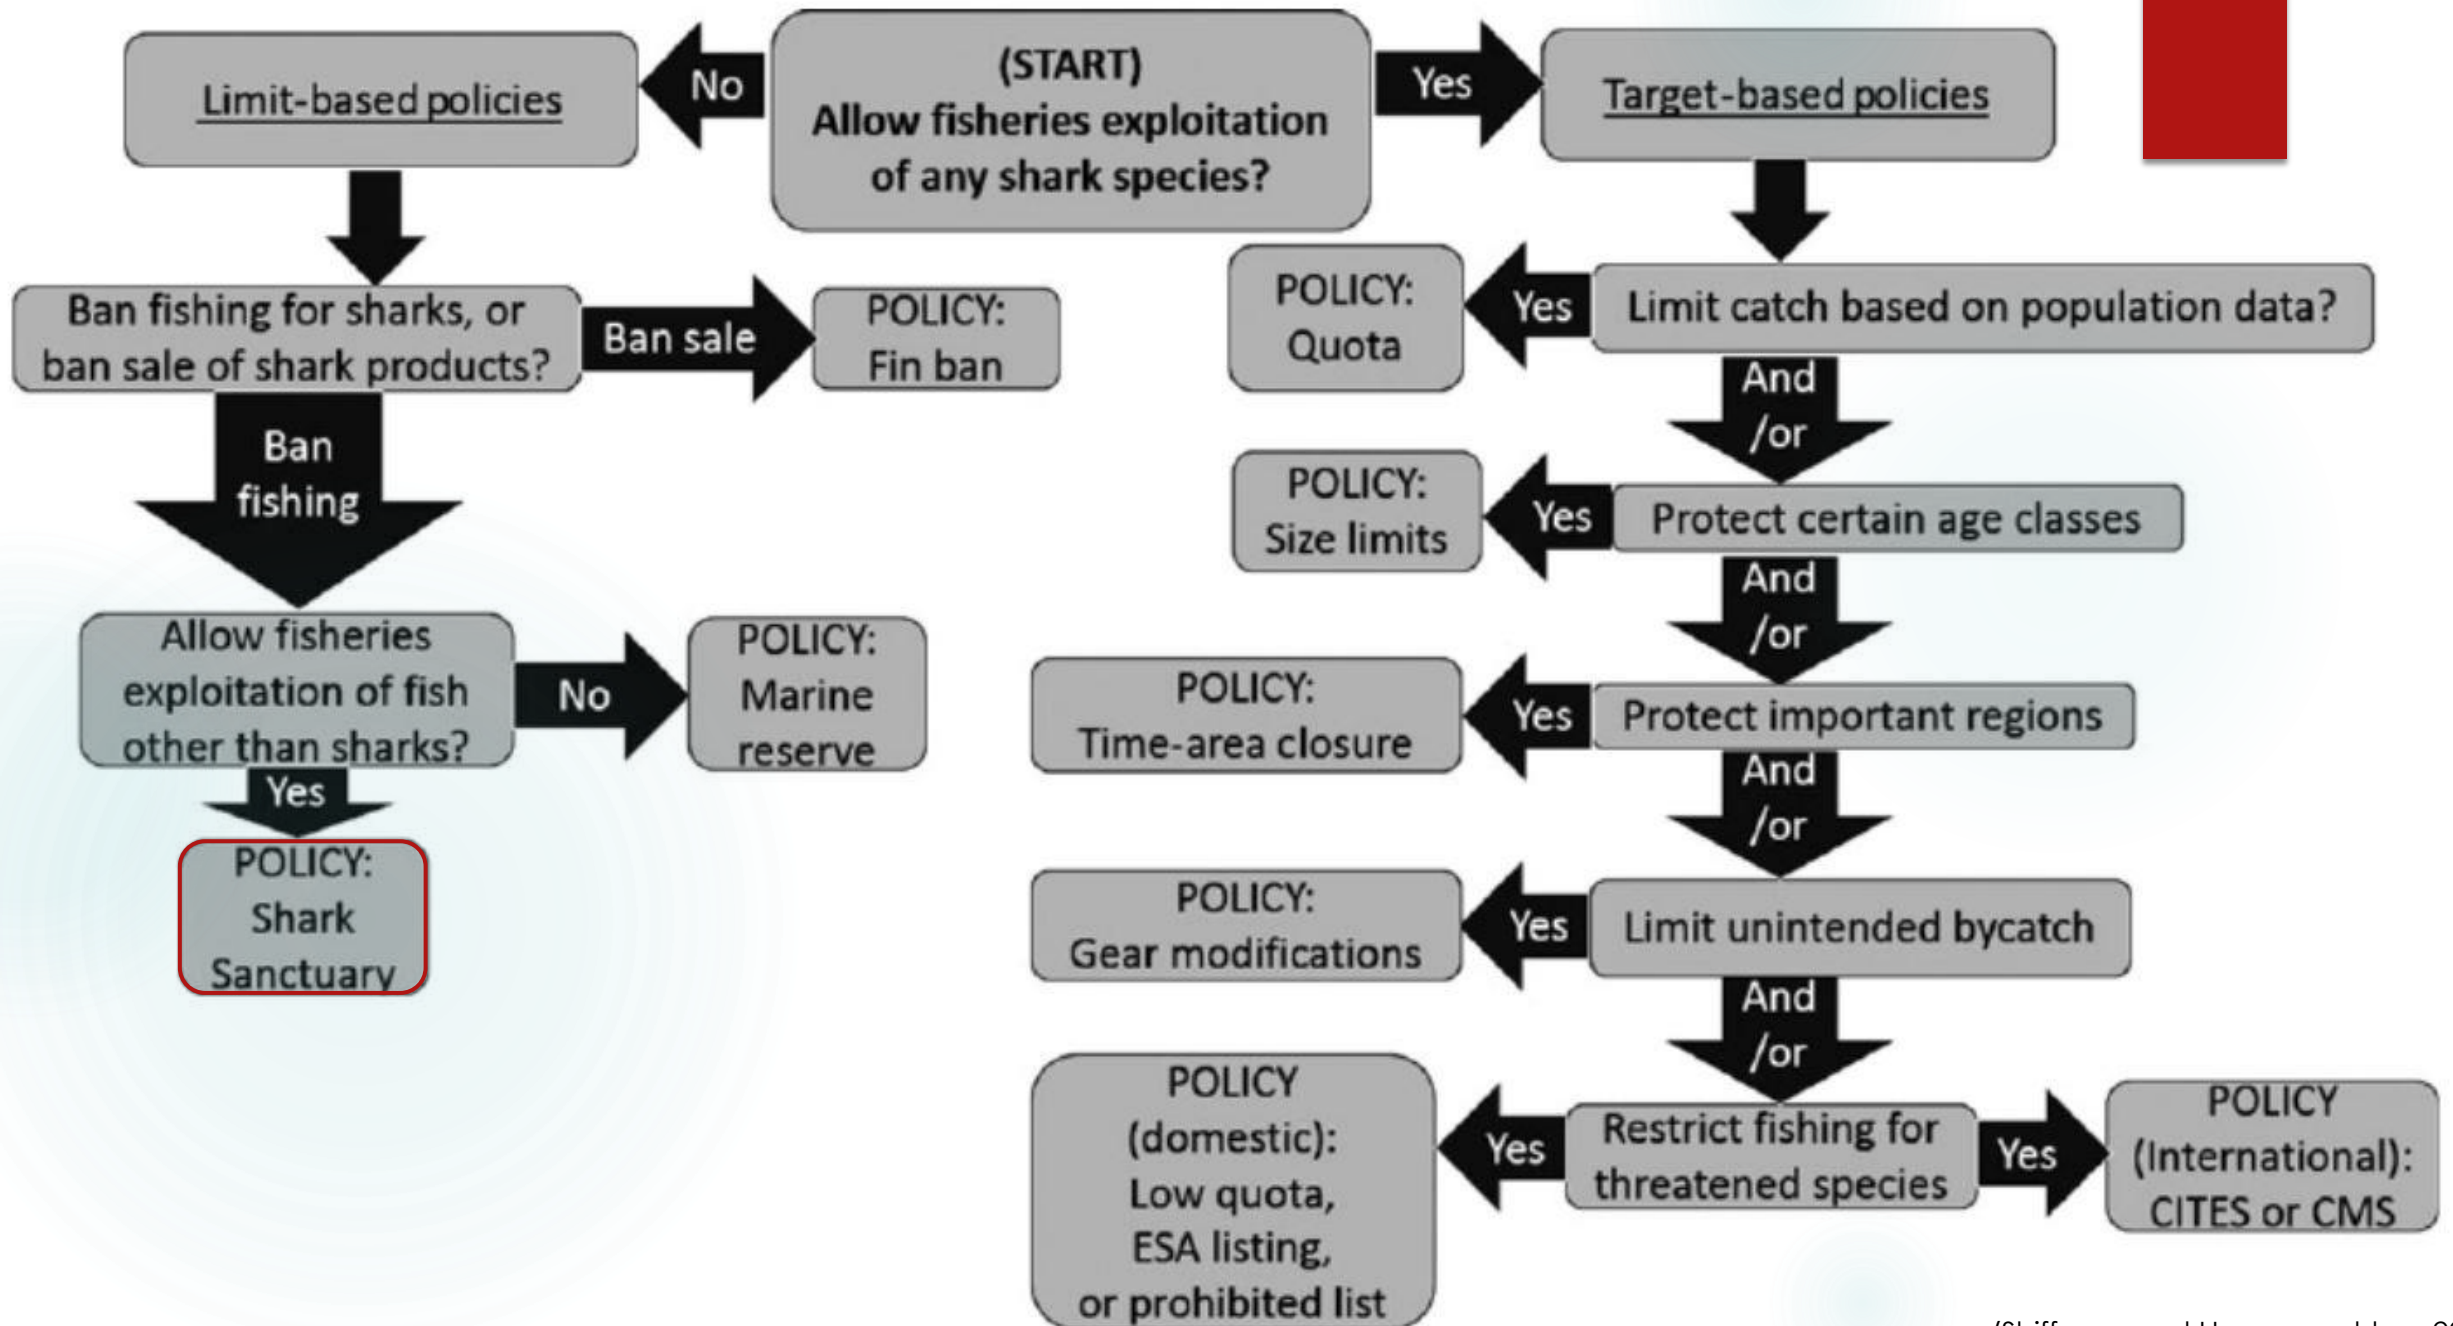 (START)
Allow fisheries exploitation
of any shark species?
No
Yes
Limit-based policies
Target-based policies
Ban fishing for sharks, or
ban sale of shark products?
Ban sale
POLICY:
Fin ban
Ban
fishing
Allow fisheries
exploitation of fish
other than sharks?
No
POLICY:
Marine
reserve
Yes
POLICY:
Shark
Sanctuary
Limit catch based on population data?
Yes
POLICY:
Quota
And
/or
Protect certain age classes
Yes
POLICY:
Size limits
And
/or
Protect important regions
Yes
POLICY:
Time-area closure
And
/or
Limit unintended bycatch
Yes
POLICY:
Gear modifications
And
/or
Restrict fishing for
threatened species
Yes
POLICY
(domestic):
Low quota,
ESA listing,
or prohibited list
Yes
POLICY
(International):
CITES or CMS